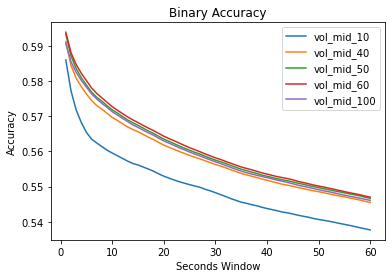 Binary Accuracy
vol_mid_10
vol_mid_40
vol_mid_50
vol_mid_60
vol_mid_100
Accuracy
0.59
0.58
0.57
0.56
0.55
0.54
0 10 20 30 40 50 60
Seconds Window